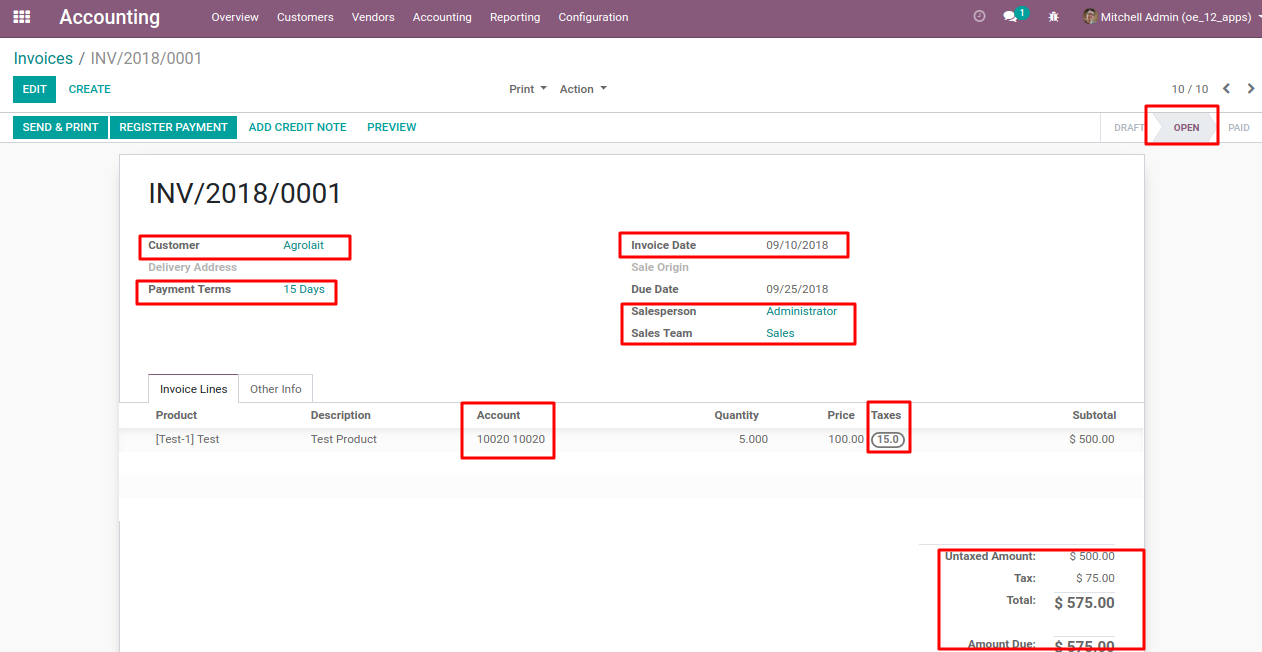 Accounting Overview Customers Vendors Accounting Reporting Configuration 1 Mitchell Admin (oe_12_apps)
Invoices / INV/2018/0001
EDIT CREATE Print Action 10 / 10
SEND & PRINT REGISTER PAYMENT ADD CREDIT NOTE PREVIEW DRAFT OPEN PAID
INV/2018/0001
Customer Agrolait Invoice Date 09/10/2018
Delivery Address Sale Origin
Payment Terms 15 Days Due Date 09/25/2018
Salesperson Administrator
Sales Team Sales
Invoice Lines Other Info
Product Description Account Quantity Price Taxes Subtotal
[Test-1] Test Test Product 10020 10020 5.000 100.00 15.0 $ 500.00
Untaxed Amount: $ 500.00
Tax: $ 75.00
Total: $ 575.00
Amount Due: $ 575.00